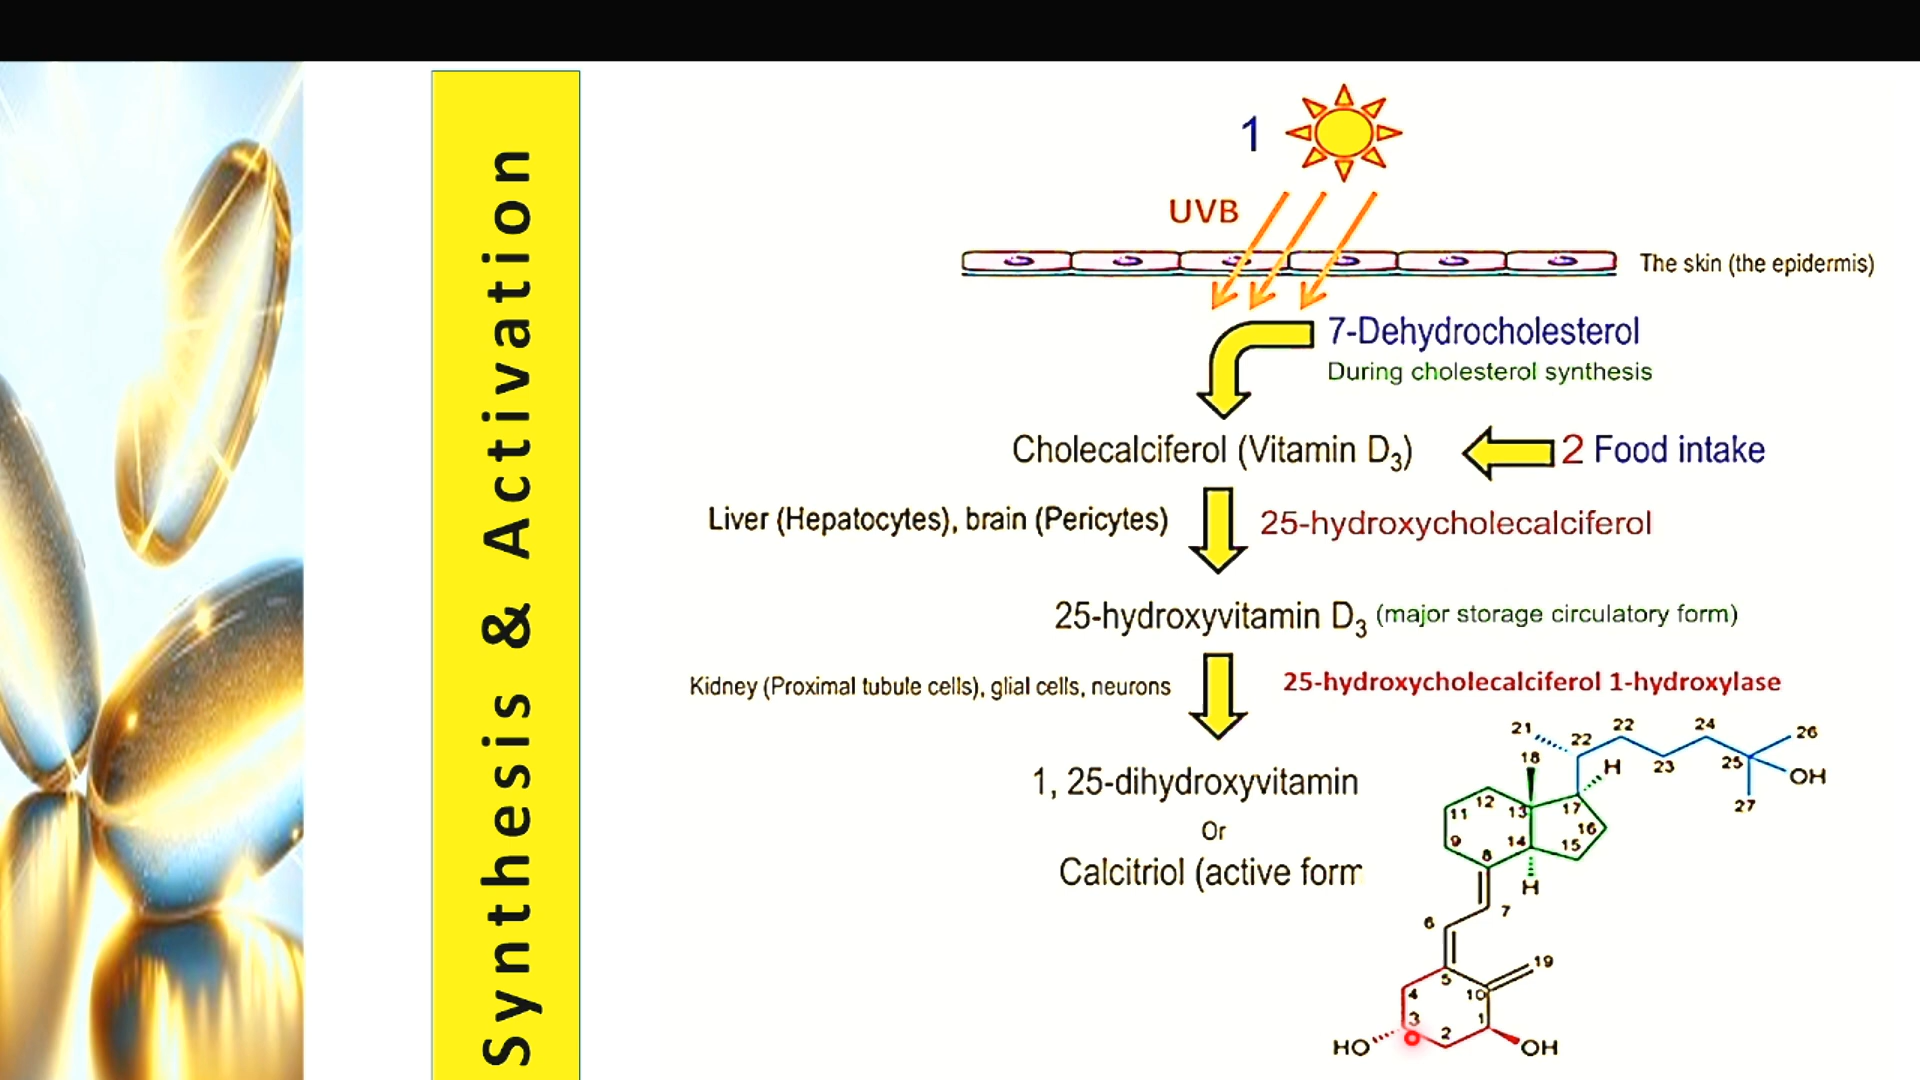 Synthesis & Activation
1
UVB
The skin (the epidermis)
7-Dehydrocholesterol
During cholesterol synthesis
Cholecalciferol (Vitamin D3)
2 Food intake
Liver (Hepatocytes), brain (Pericytes)
25-hydroxycholecalciferol
25-hydroxyvitamin D3 (major storage circulatory form)
Kidney (Proximal tubule cells), glial cells, neurons
25-hydroxycholecalciferol 1-hydroxylase
1, 25-dihydroxyvitamin
Or
Calcitriol (active form
21 22 22 24 26
18 H 23 25 OH
27
12 11 13 17 16
9 8 14 15
H
7
6
19
5
4 10
3 2 1
HO OH